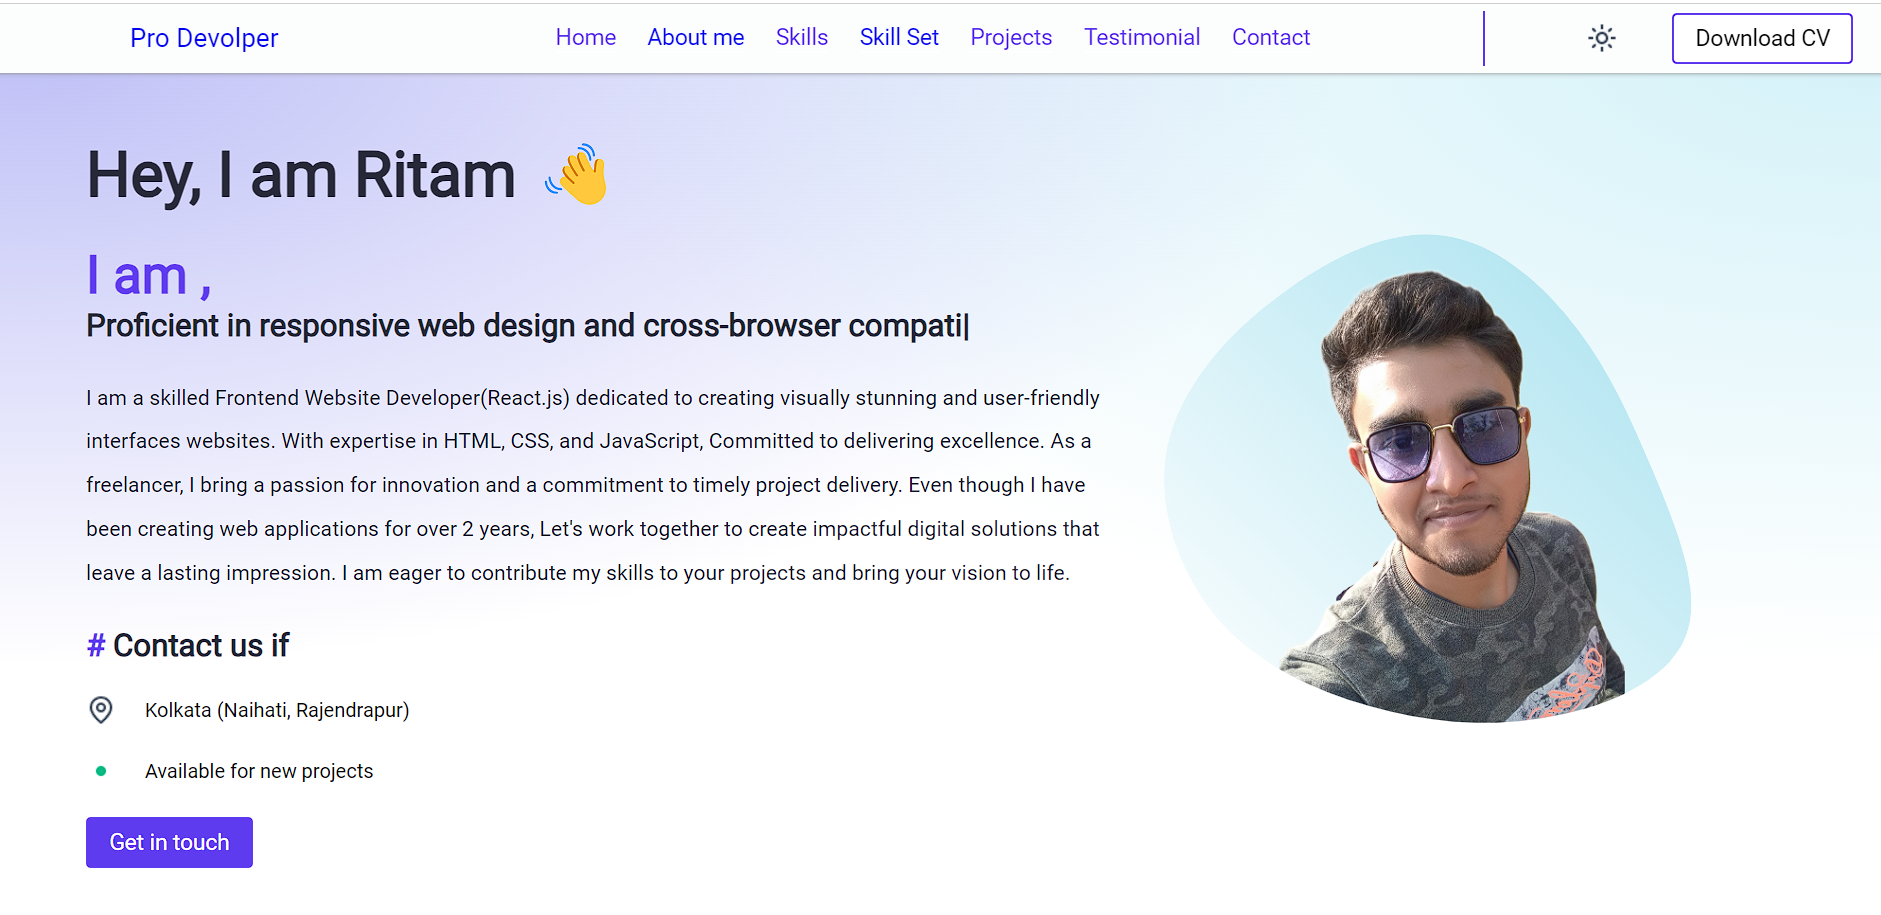 Pro Devolper
Home About me Skills Skill Set Projects Testimonial Contact
Download CV
Hey, I am Ritam
I am ,
Proficient in responsive web design and cross-browser compati|
I am a skilled Frontend Website Developer(React.js) dedicated to creating visually stunning and user-friendly
interfaces websites. With expertise in HTML, CSS, and JavaScript, Committed to delivering excellence. As a
freelancer, I bring a passion for innovation and a commitment to timely project delivery. Even though I have
been creating web applications for over 2 years, Let's work together to create impactful digital solutions that
leave a lasting impression. I am eager to contribute my skills to your projects and bring your vision to life.
# Contact us if
Kolkata (Naihati, Rajendrapur)
Available for new projects
Get in touch